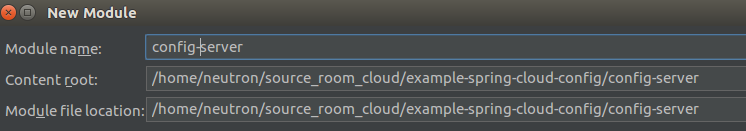 New Module
Module name: config-server
Content root: /home/neutron/source_room_cloud/example-spring-cloud-config/config-server
Module file location: /home/neutron/source_room_cloud/example-spring-cloud-config/config-server